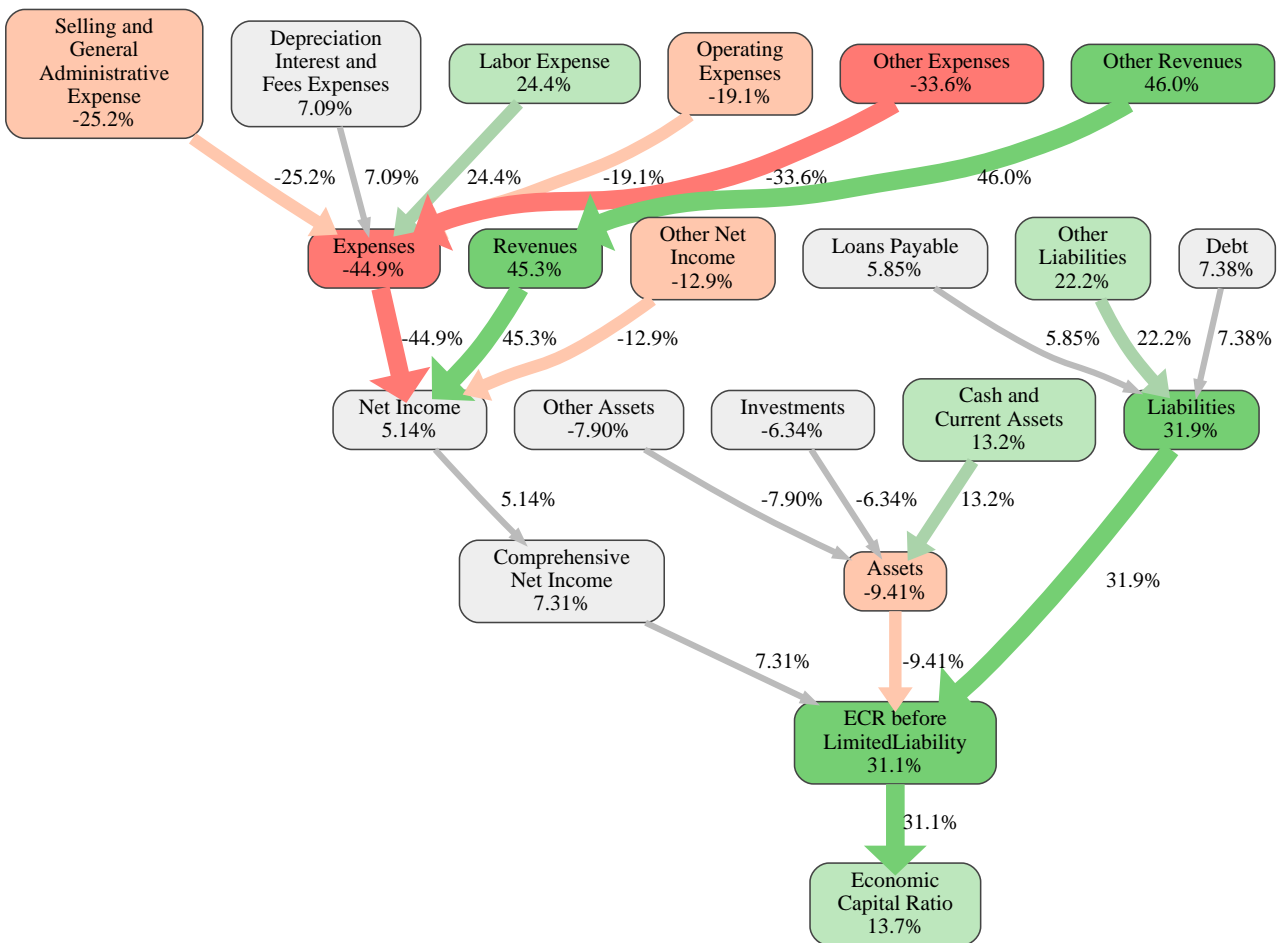 Selling and
General
Administrative
Expense
-25.2%
Depreciation
Interest and
Fees Expenses
7.09%
Labor Expense
24.4%
Operating
Expenses
-19.1%
Other Expenses
-33.6%
Other Revenues
46.0%
-25.2%
7.09%
24.4%
-19.1%
-33.6%
46.0%
Expenses
-44.9%
Revenues
45.3%
Other Net
Income
-12.9%
Loans Payable
5.85%
Other
Liabilities
22.2%
Debt
7.38%
-44.9%
45.3%
-12.9%
5.85%
22.2%
7.38%
Net Income
5.14%
Other Assets
-7.90%
Investments
-6.34%
Cash and
Current Assets
13.2%
Liabilities
31.9%
5.14%
-7.90%
-6.34%
13.2%
31.9%
Comprehensive
Net Income
7.31%
Assets
-9.41%
7.31%
-9.41%
ECR before
LimitedLiability
31.1%
31.1%
Economic
Capital Ratio
13.7%